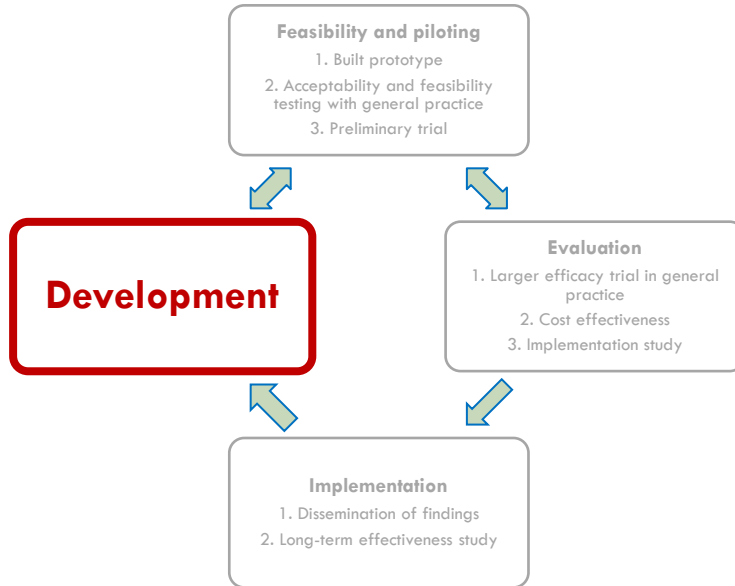 Feasibility and piloting
1. Built prototype
2. Acceptability and feasibility
testing with general practice
3. Preliminary trial
Development
Evaluation
1. Larger efficacy trial in general
practice
2. Cost effectiveness
3. Implementation study
Implementation
1. Dissemination of findings
2. Long-term effectiveness study